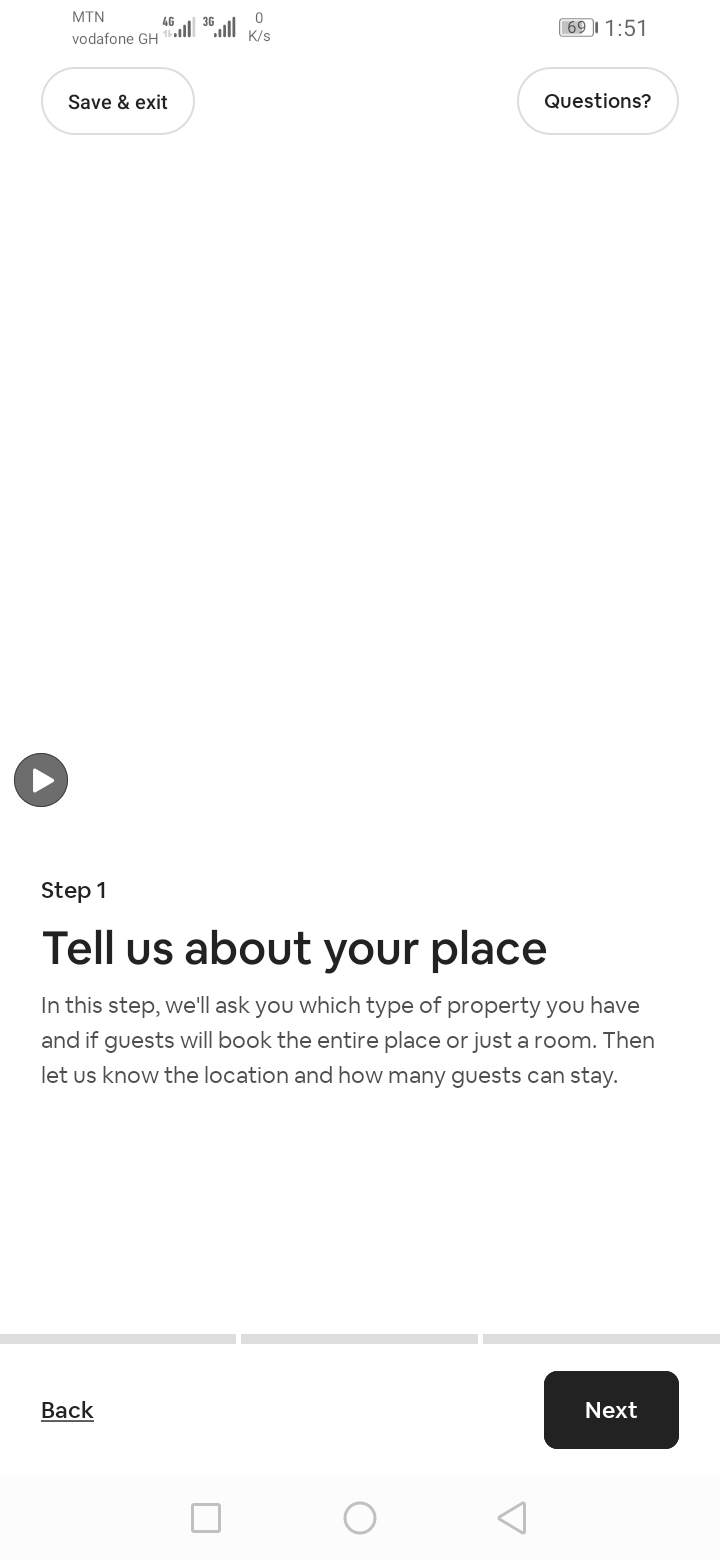 MTN
vodafone GH
4G
3G
0
K/s
69
1:51
Save & exit
Questions?
Step 1
Tell us about your place
In this step, we'll ask you which type of property you have
and if guests will book the entire place or just a room. Then
let us know the location and how many guests can stay.
Back
Next